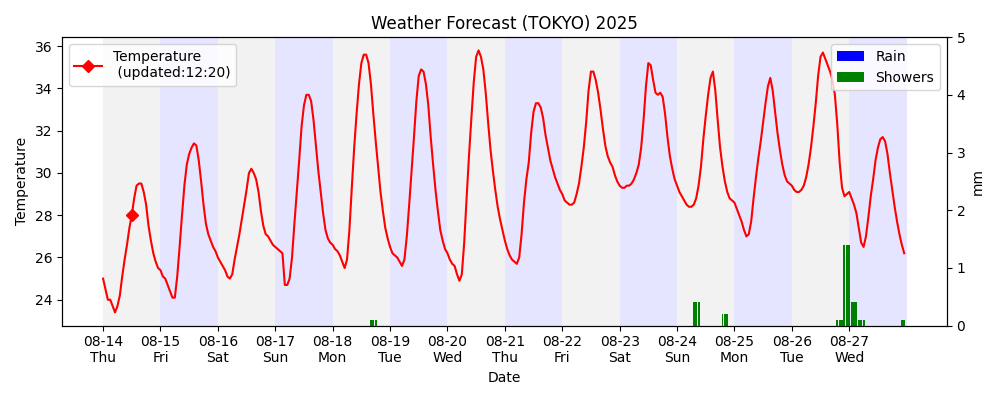 Weather Forecast (TOKYO) 2025
Temperature
(updated:12:20)
Rain
Showers
36
34
32
30
28
26
24
Temperature
5
4
3
2
1
0
mm
08-14 08-15 08-16 08-17 08-18 08-19 08-20 08-21 08-22 08-23 08-24 08-25 08-26 08-27
Thu Fri Sat Sun Mon Tue Wed Thu Fri Sat Sun Mon Tue Wed
Date